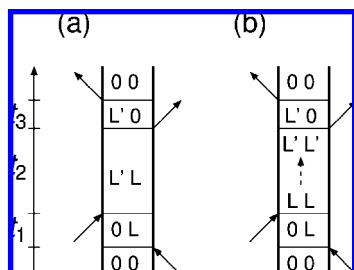 (a) (b)
0 0 0 0
t3 L' 0 L' 0
L' L'
t2 L' L
L L
t1 0 L 0 L
0 0 0 0